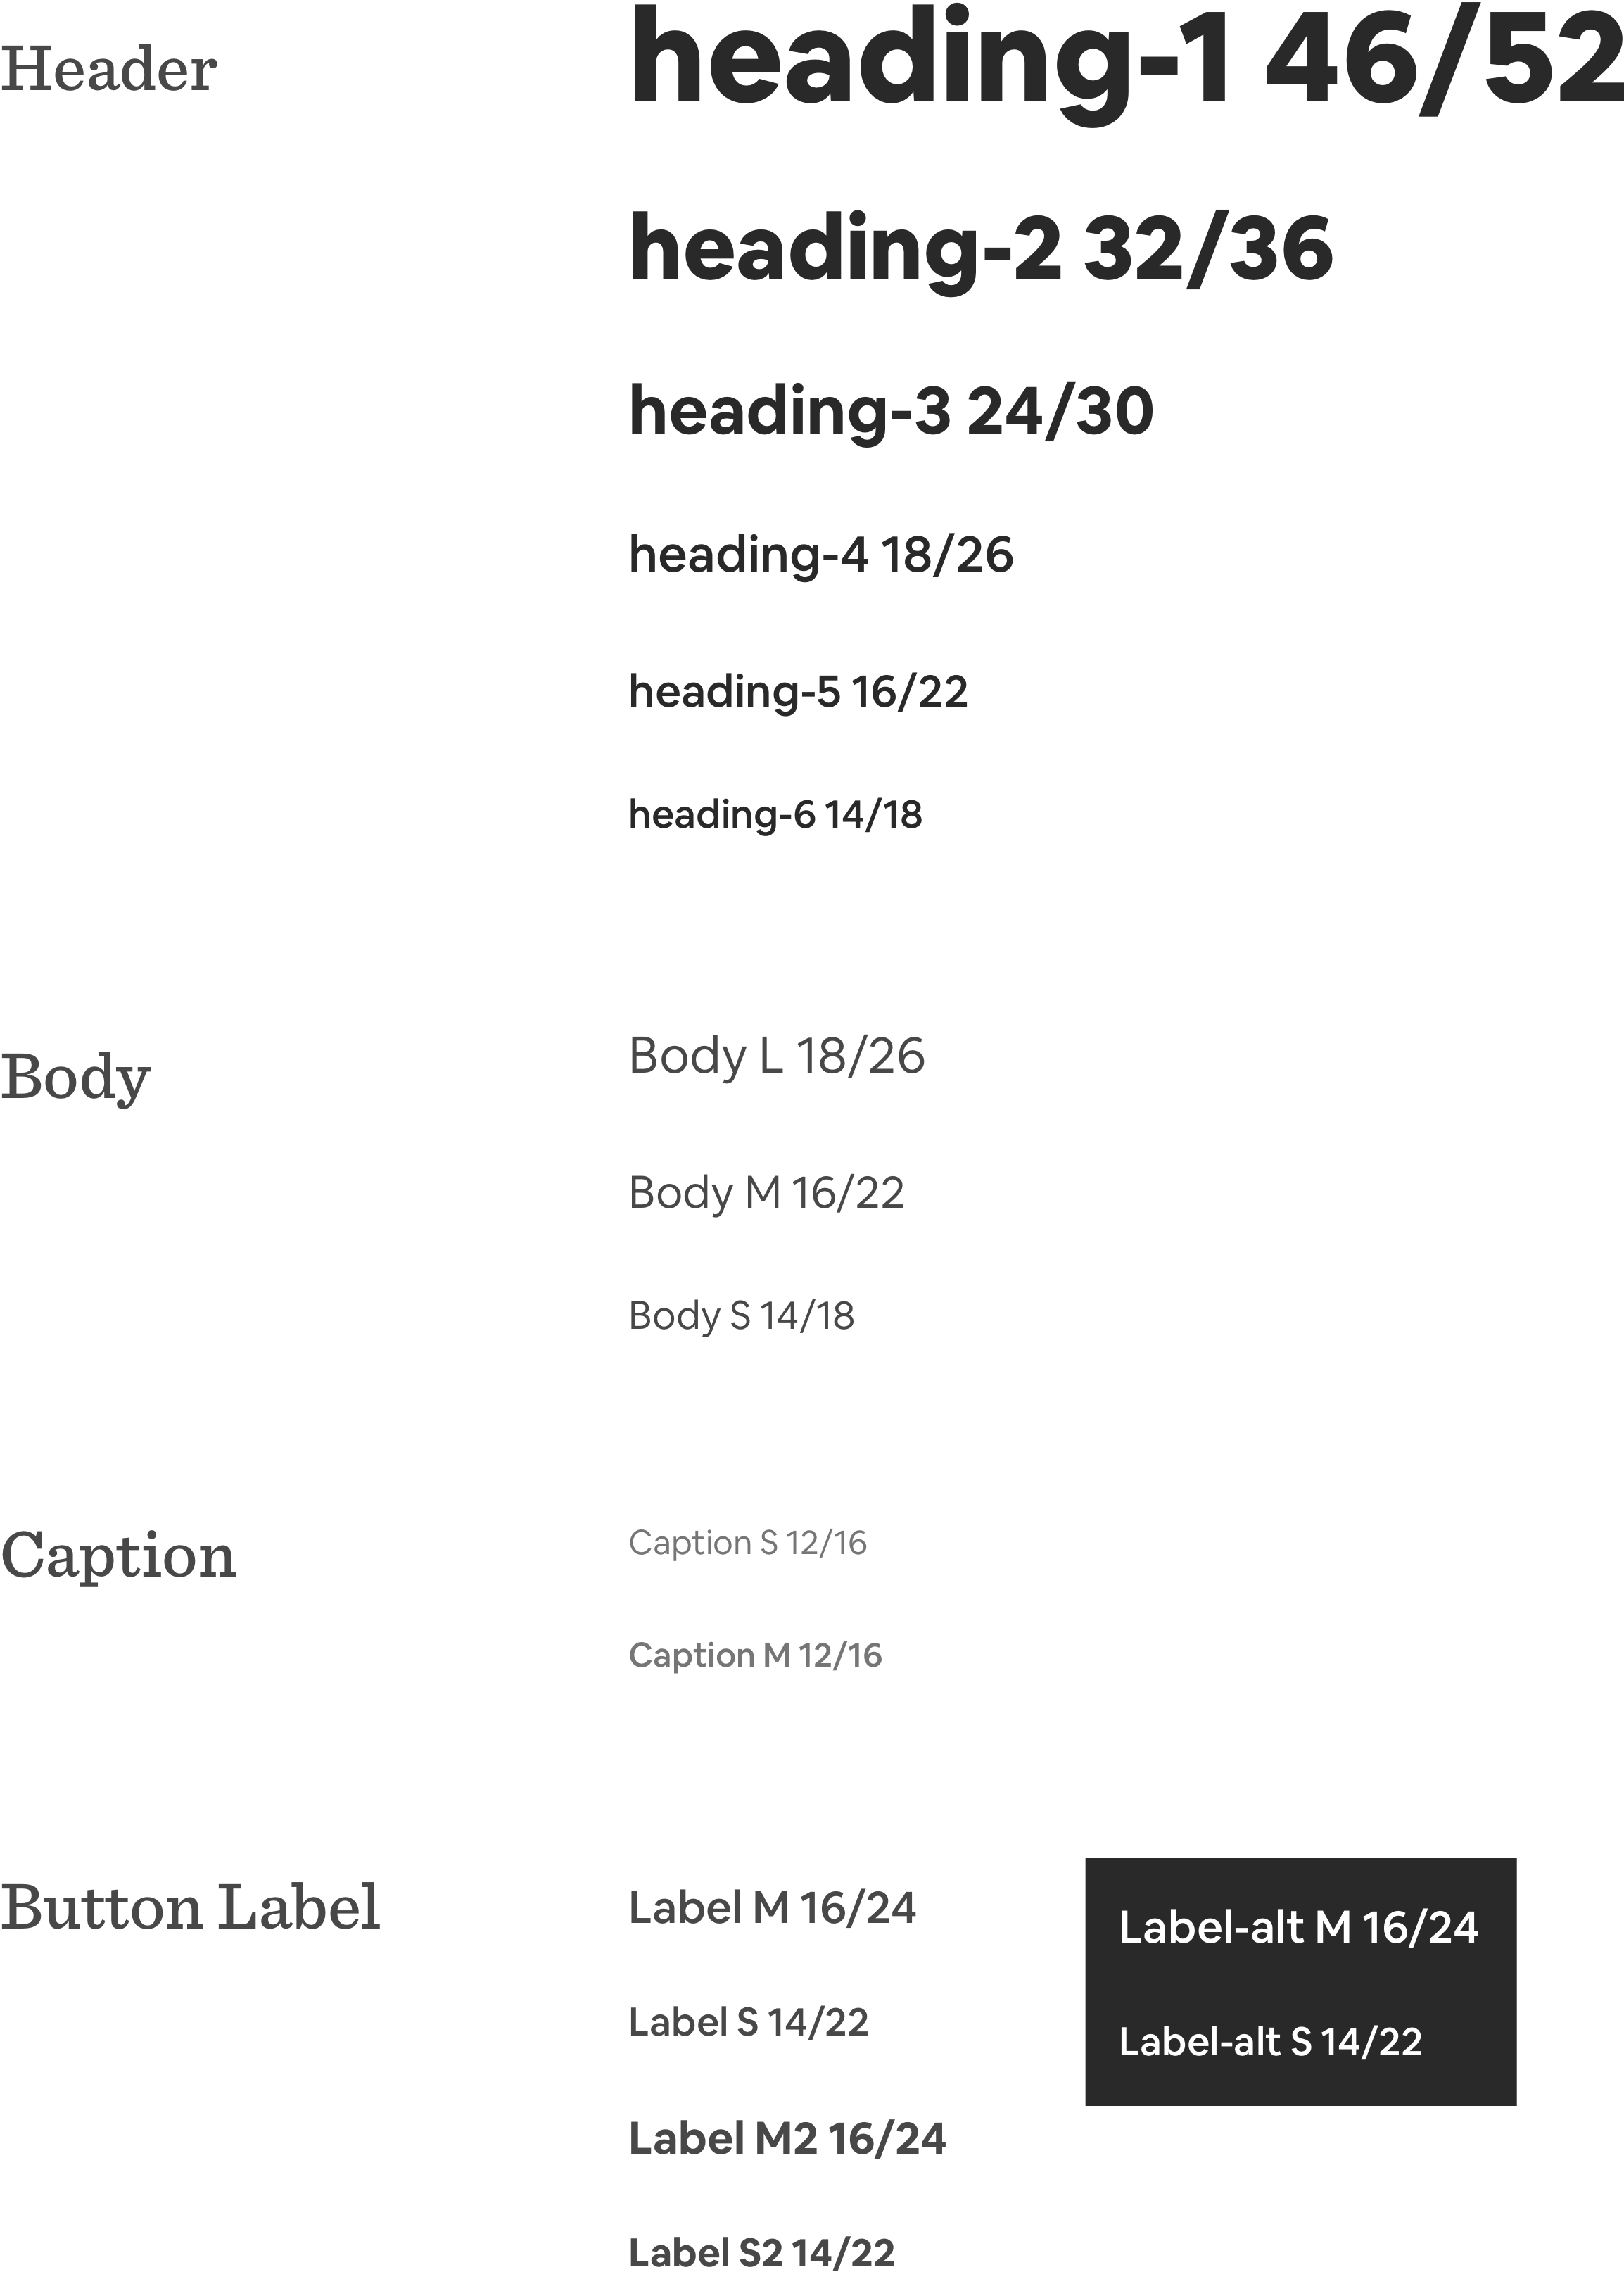 Header
heading-1 46/52
heading-2 32/36
heading-3 24/30
heading-4 18/26
heading-5 16/22
heading-6 14/18
Body
Body L 18/26
Body M 16/22
Body S 14/18
Caption
Caption S 12/16
Caption M 12/16
Button Label
Label M 16/24
Label S 14/22
Label M2 16/24
Label S2 14/22
Label-alt M 16/24
Label-alt S 14/22